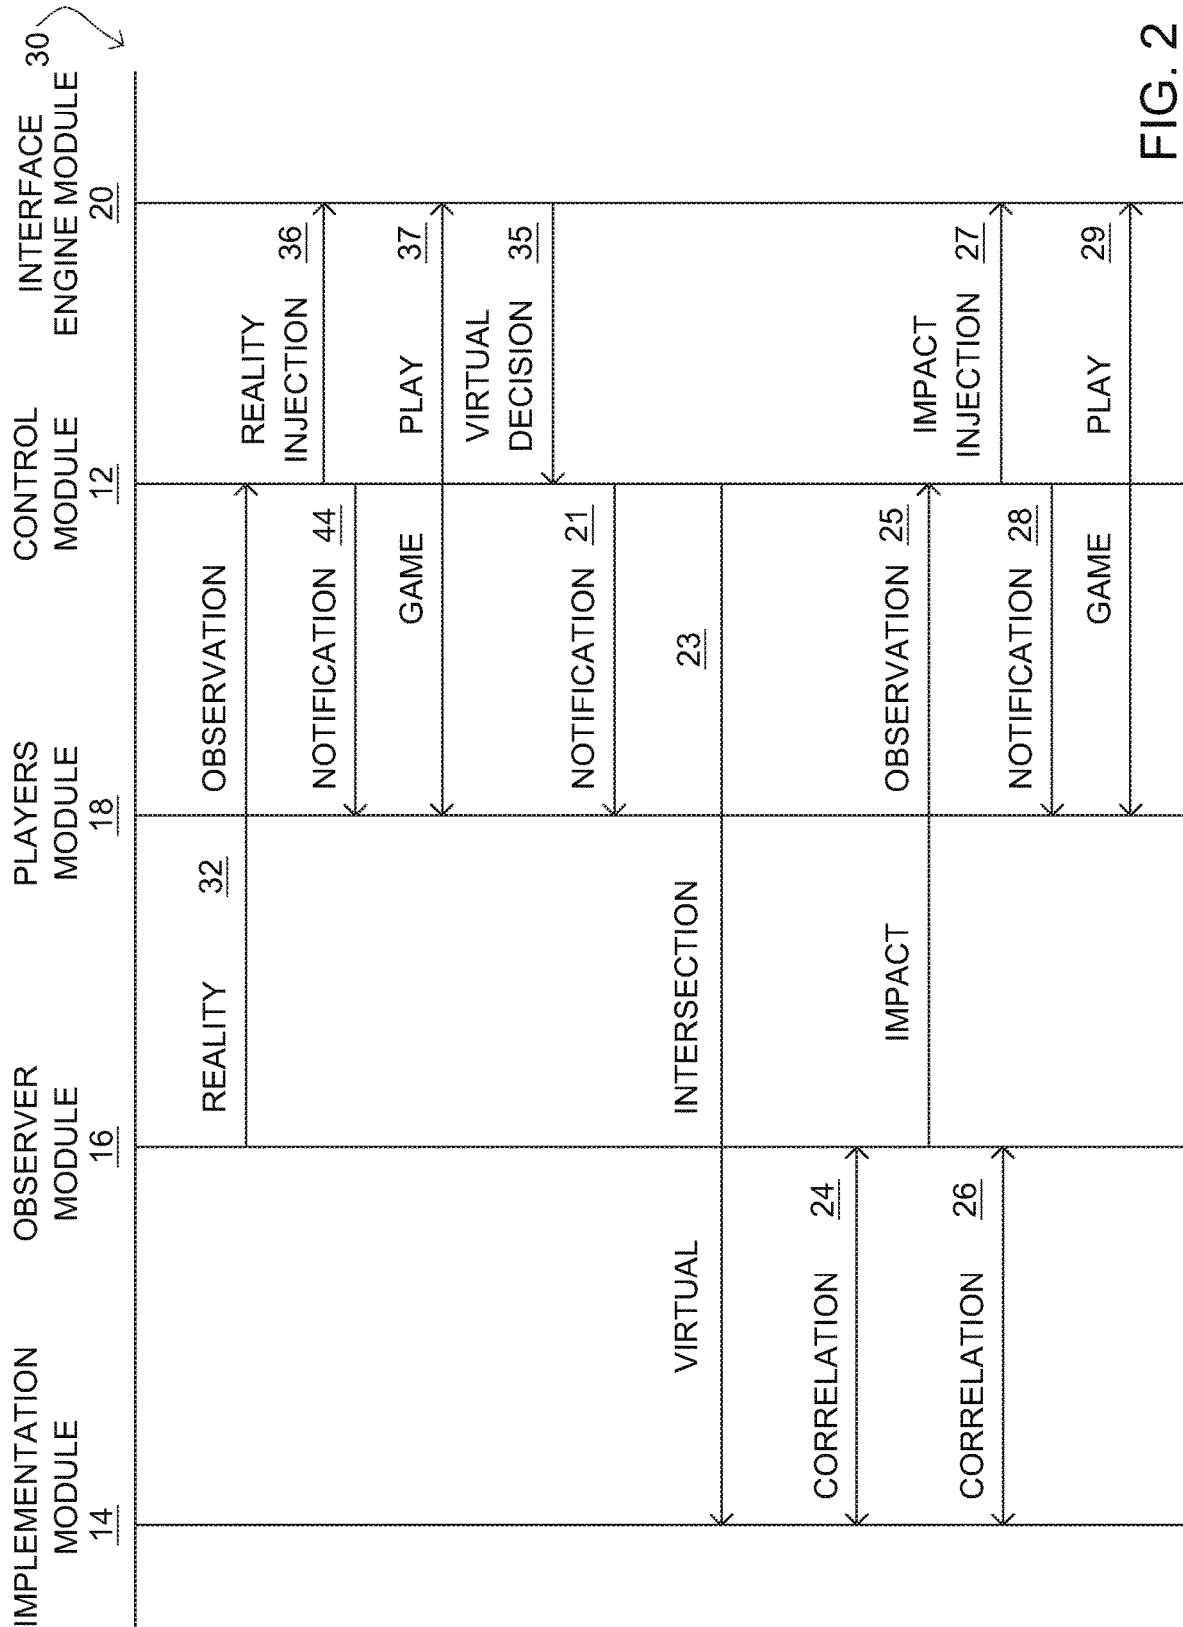 30
IMPLEMENTATION
MODULE
14
OBSERVER
MODULE
16
PLAYERS
MODULE
18
CONTROL
MODULE
12
INTERFACE
ENGINE MODULE
20
REALITY 32 OBSERVATION
REALITY
INJECTION 36
NOTIFICATION 44
GAME PLAY 37
VIRTUAL
DECISION 35
NOTIFICATION 21
VIRTUAL INTERSECTION 23
CORRELATION 24
IMPACT OBSERVATION 25
IMPACT
INJECTION 27
CORRELATION 26
NOTIFICATION 28
GAME PLAY 29
FIG. 2